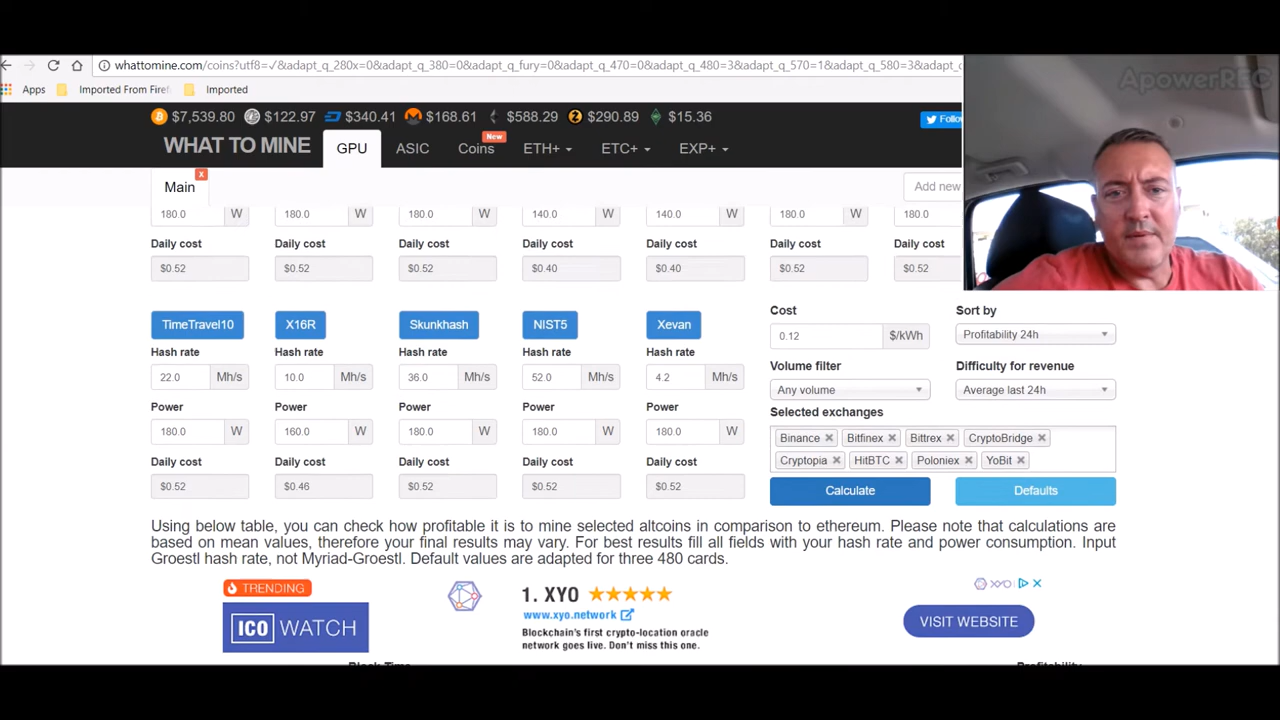 whattomine.com/coins?utf8=✓&adapt_q_280x=0&adapt_q_380=0&adapt_q_fury=0&adapt_q_470=0&adapt_q_480=3&adapt_q_570=1&adapt_q_580=3&adapt_
ApowerREC
Apps Imported From Firef Imported
$7,539.80 $122.97 $340.41 $168.61 $588.29 $290.89 $15.36
WHAT TO MINE GPU ASIC Coins New ETH+ ETC+ EXP+
Follow
Main x
Add new
180.0 W 180.0 W 180.0 W 140.0 W 140.0 W 180.0 W 180.0
Daily cost Daily cost Daily cost Daily cost Daily cost Daily cost Daily cost
$0.52 $0.52 $0.52 $0.40 $0.40 $0.52 $0.52
TimeTravel10 X16R Skunkhash NIST5 Xevan
Hash rate Hash rate Hash rate Hash rate Hash rate
22.0 Mh/s 10.0 Mh/s 36.0 Mh/s 52.0 Mh/s 4.2 Mh/s
Power Power Power Power Power
180.0 W 160.0 W 180.0 W 180.0 W 180.0 W
Daily cost Daily cost Daily cost Daily cost Daily cost
$0.52 $0.46 $0.52 $0.52 $0.52
Cost Sort by
0.12 $/kWh Profitability 24h
Volume filter Difficulty for revenue
Any volume Average last 24h
Selected exchanges
Binance × Bitfinex × Bittrex × CryptoBridge ×
Cryptopia × HitBTC × Poloniex × YoBit ×
Calculate Defaults
Using below table, you can check how profitable it is to mine selected altcoins in comparison to ethereum. Please note that calculations are
based on mean values, therefore your final results may vary. For best results fill all fields with your hash rate and power consumption. Input
Groestl hash rate, not Myriad-Groestl. Default values are adapted for three 480 cards.
TRENDING
ICO WATCH
1. XYO ★★★★★
www.xyo.network
Blockchain's first crypto-location oracle
network goes live. Don't miss this one.
XYO
VISIT WEBSITE
Block Time Profitability